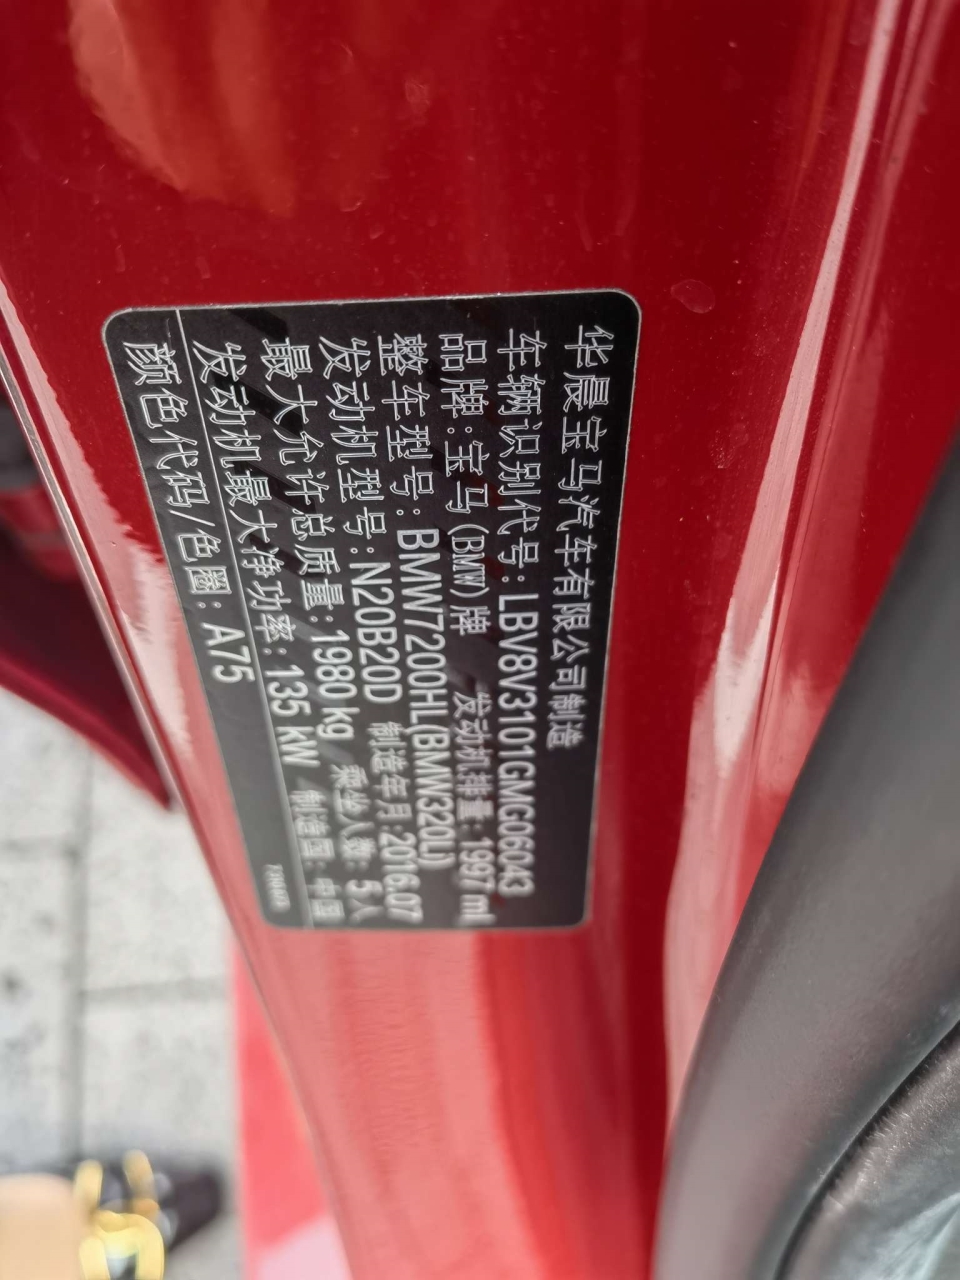 华晨宝马汽车有限公司制造
车辆识别代号:LBV8V3101GMG06043
品牌:宝马(BMW)牌 发动机排量:1997 ml
整车型号:BMW7200HL(BMW320L)
发动机型号:N20B20D 制造年月:2016.07
最大允许总质量:1980 kg 乘坐人数:5人
发动机最大净功率:135 kW 制造国:中国
颜色代码/色圖:A75